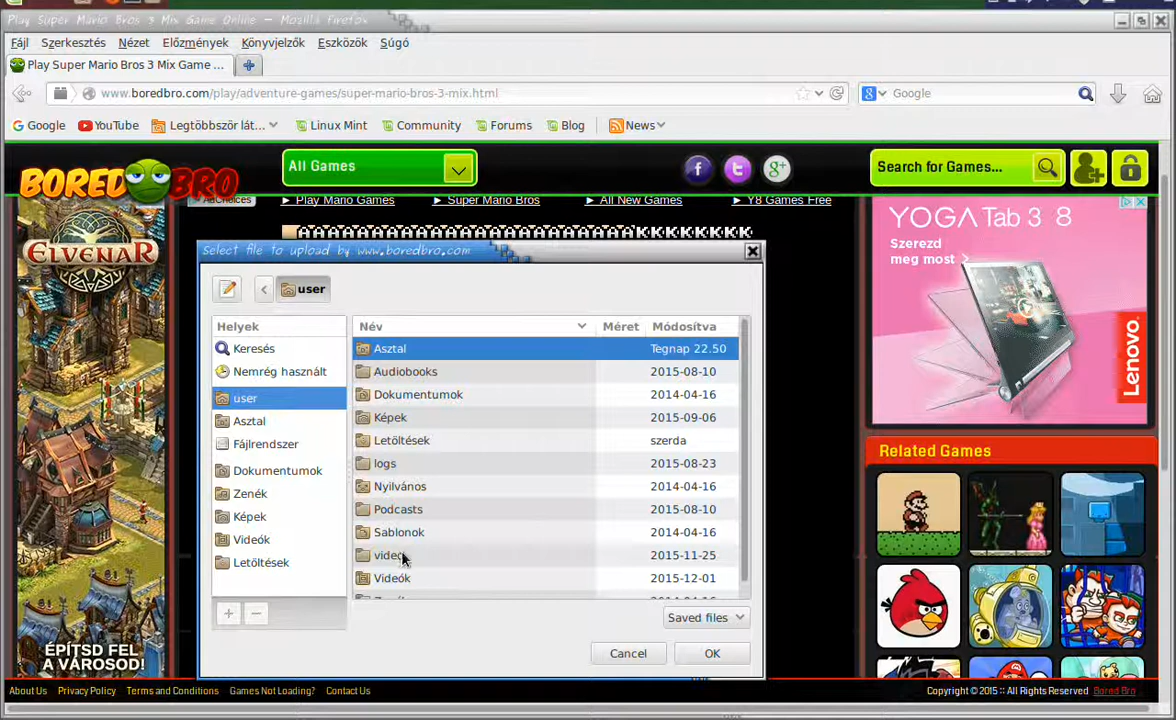 Play Super Mario Bros 3 Mix Game Online - Mozilla Firefox
Fájl Szerkesztés Nézet Előzmények Könyvjelzők Eszközök Súgó
Play Super Mario Bros 3 Mix Game ...
www.boredbro.com/play/adventure-games/super-mario-bros-3-mix.html
Google
Google YouTube Legtöbbször lát... Linux Mint Community Forums Blog News
BORED BRO
All Games
f t g+
Search for Games...
AdChoices ► Play Mario Games ► Super Mario Bros ► All New Games ► Y8 Games Free
ELVENAR
ÉPÍTSD FEL
A VÁROSOD!
Select file to upload by www.boredbro.com
user
Helyek
Keresés
Nemrég használt
user
Asztal
Fájlrendszer
Dokumentumok
Zenék
Képek
Videók
Letöltések
Név Méret Módosítva
Asztal Tegnap 22.50
Audiobooks 2015-08-10
Dokumentumok 2014-04-16
Képek 2015-09-06
Letöltések szerda
logs 2015-08-23
Nyilvános 2014-04-16
Podcasts 2015-08-10
Sablonok 2014-04-16
2015-11-25
Videók 2015-12-01
Saved files
Cancel OK
YOGA Tab 3 8
Szerezd
meg most >
Lenovo
Related Games
About Us Privacy Policy Terms and Conditions Games Not Loading? Contact Us
Copyright © 2015 :: All Rights Reserved Bored Bro